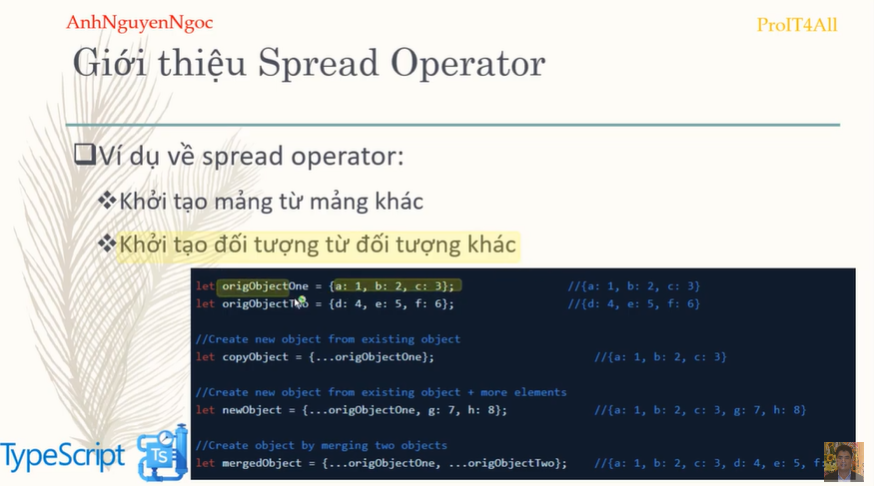 AnhNguyenNgoc
ProIT4All
Giới thiệu Spread Operator
Ví dụ về spread operator:
Khởi tạo mảng từ mảng khác
Khởi tạo đối tượng từ đối tượng khác
let origObjectOne = {a: 1, b: 2, c: 3}; //{a: 1, b: 2, c: 3}
let origObjectTwo = {d: 4, e: 5, f: 6}; //{d: 4, e: 5, f: 6}
//Create new object from existing object
let copyObject = {...origObjectOne}; //{a: 1, b: 2, c: 3}
//Create new object from existing object + more elements
let newObject = {...origObjectOne, g: 7, h: 8}; //{a: 1, b: 2, c: 3, g: 7, h: 8}
//Create object by merging two objects
let mergedObject = {...origObjectOne, ...origObjectTwo}; //{a: 1, b: 2, c: 3, d: 4, e: 5, f
TypeScript
TS